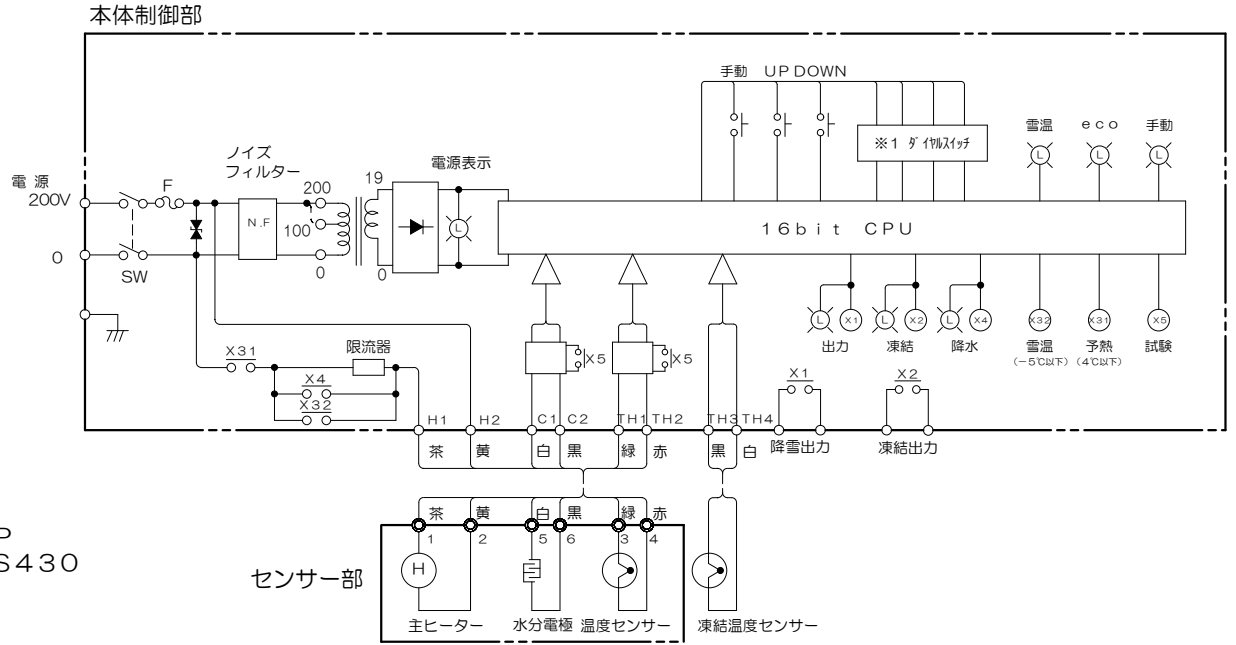 本体制御部
手動 UP DOWN
雪温 eco 手動
L L L
※1 ダイヤルスイッチ
ノイズ
フィルター
電源表示
電源
200V
F
200
19
N.F
100
L
16bit CPU
0
SW
0
0
L X1 L X2 L X4 X32 X31 X5
出力 凍結 降水 雪温 予熱 試験
(-5℃以下) (4℃以下)
X31
限流器
X5 X5
X4
X32
X1 X2
H1 H2 C1 C2 TH1 TH2 TH3 TH4
降雪出力 凍結出力
茶 黄 白 黒 緑 赤 黒 白
茶 黄 白 黒 緑 赤
1 2 5 6 3 4
P
S430
センサー部
H
主ヒーター 水分電極 温度センサー 凍結温度センサー